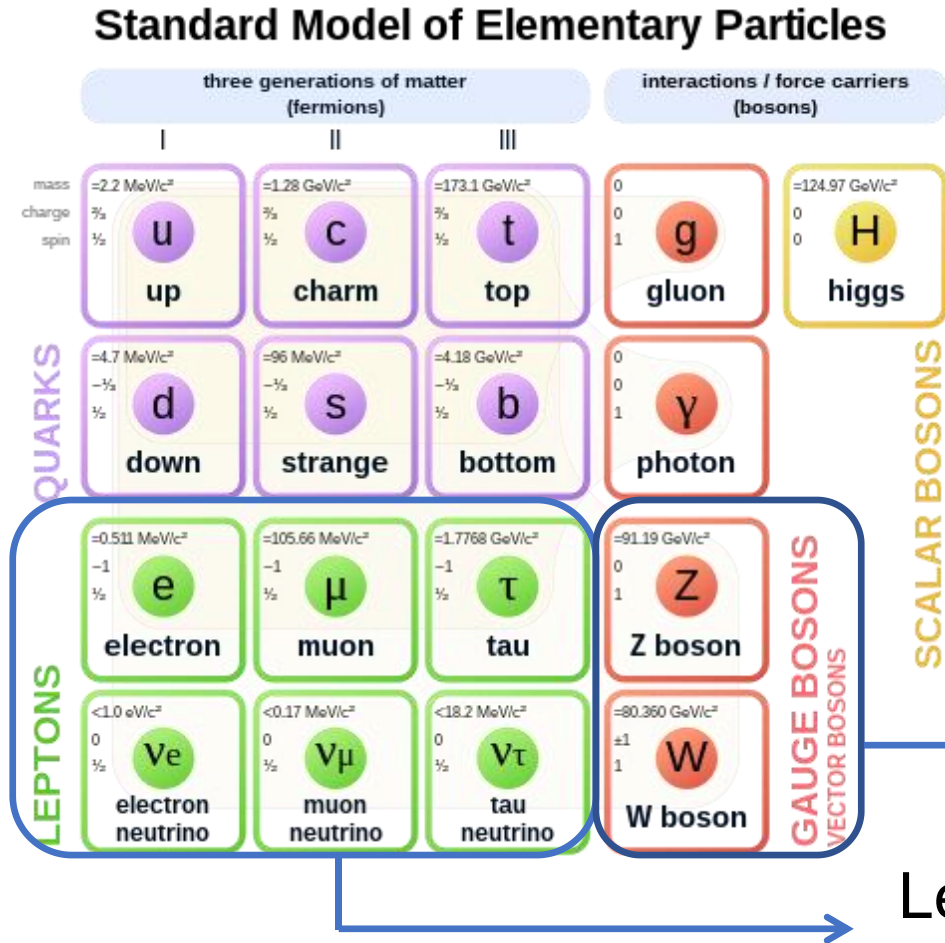 Standard Model of Elementary Particles
three generations of matter
(fermions)
interactions / force carriers
(bosons)
I II III
mass
charge
spin
≃2.2 MeV/c²
⅔
½
u
up
≃1.28 GeV/c²
⅔
½
c
charm
≃173.1 GeV/c²
⅔
½
t
top
0
0
1
g
gluon
≃124.97 GeV/c²
0
0
H
higgs
QUARKS
≃4.7 MeV/c²
−⅓
½
d
down
≃96 MeV/c²
−⅓
½
s
strange
≃4.18 GeV/c²
−⅓
½
b
bottom
0
0
1
γ
photon
SCALAR BOSONS
LEPTONS
≃0.511 MeV/c²
−1
½
e
electron
≃105.66 MeV/c²
−1
½
μ
muon
≃1.7768 GeV/c²
−1
½
τ
tau
≃91.19 GeV/c²
0
1
Z
Z boson
GAUGE BOSONS
VECTOR BOSONS
<1.0 eV/c²
0
½
νe
electron
neutrino
<0.17 MeV/c²
0
½
νμ
muon
neutrino
<18.2 MeV/c²
0
½
ντ
tau
neutrino
≃80.360 GeV/c²
±1
1
W
W boson
Le